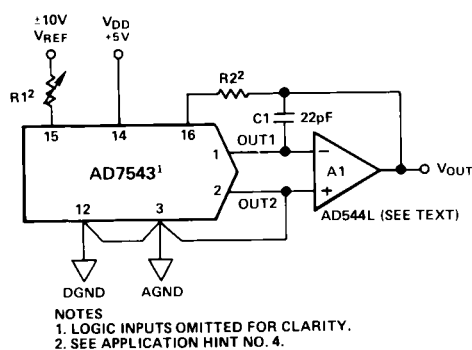 ±10V
VREF
VDD
+5V
R1²
R2²
C1
22pF
15
14
16
OUT1
1
AD7543¹
2
OUT2
12
3
−
A1
+
VOUT
AD544L (SEE TEXT)
DGND
AGND
NOTES
1. LOGIC INPUTS OMITTED FOR CLARITY.
2. SEE APPLICATION HINT NO. 4.